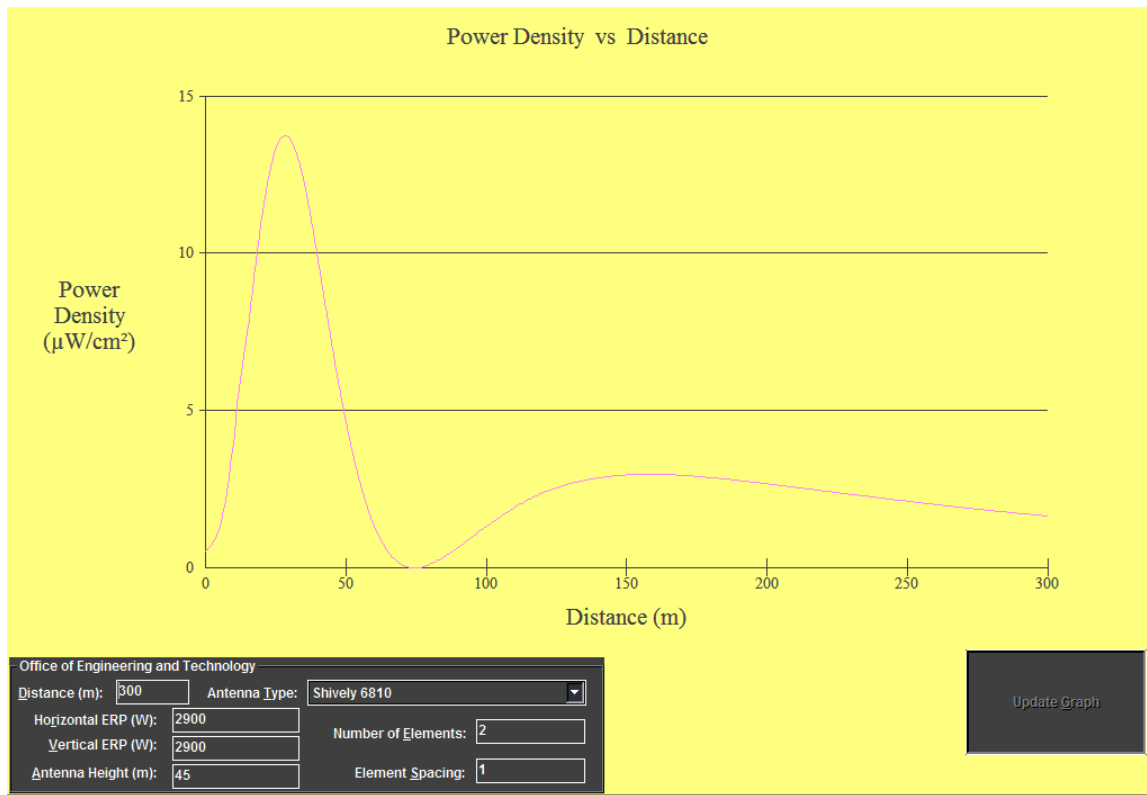 Power Density vs Distance
15
10
5
0
Power
Density
(µW/cm²)
0 50 100 150 200 250 300
Distance (m)
Office of Engineering and Technology
Distance (m): 300 Antenna Type: Shively 6810
Horizontal ERP (W): 2900
Vertical ERP (W): 2900
Antenna Height (m): 45
Number of Elements: 2
Element Spacing: 1
Update Graph